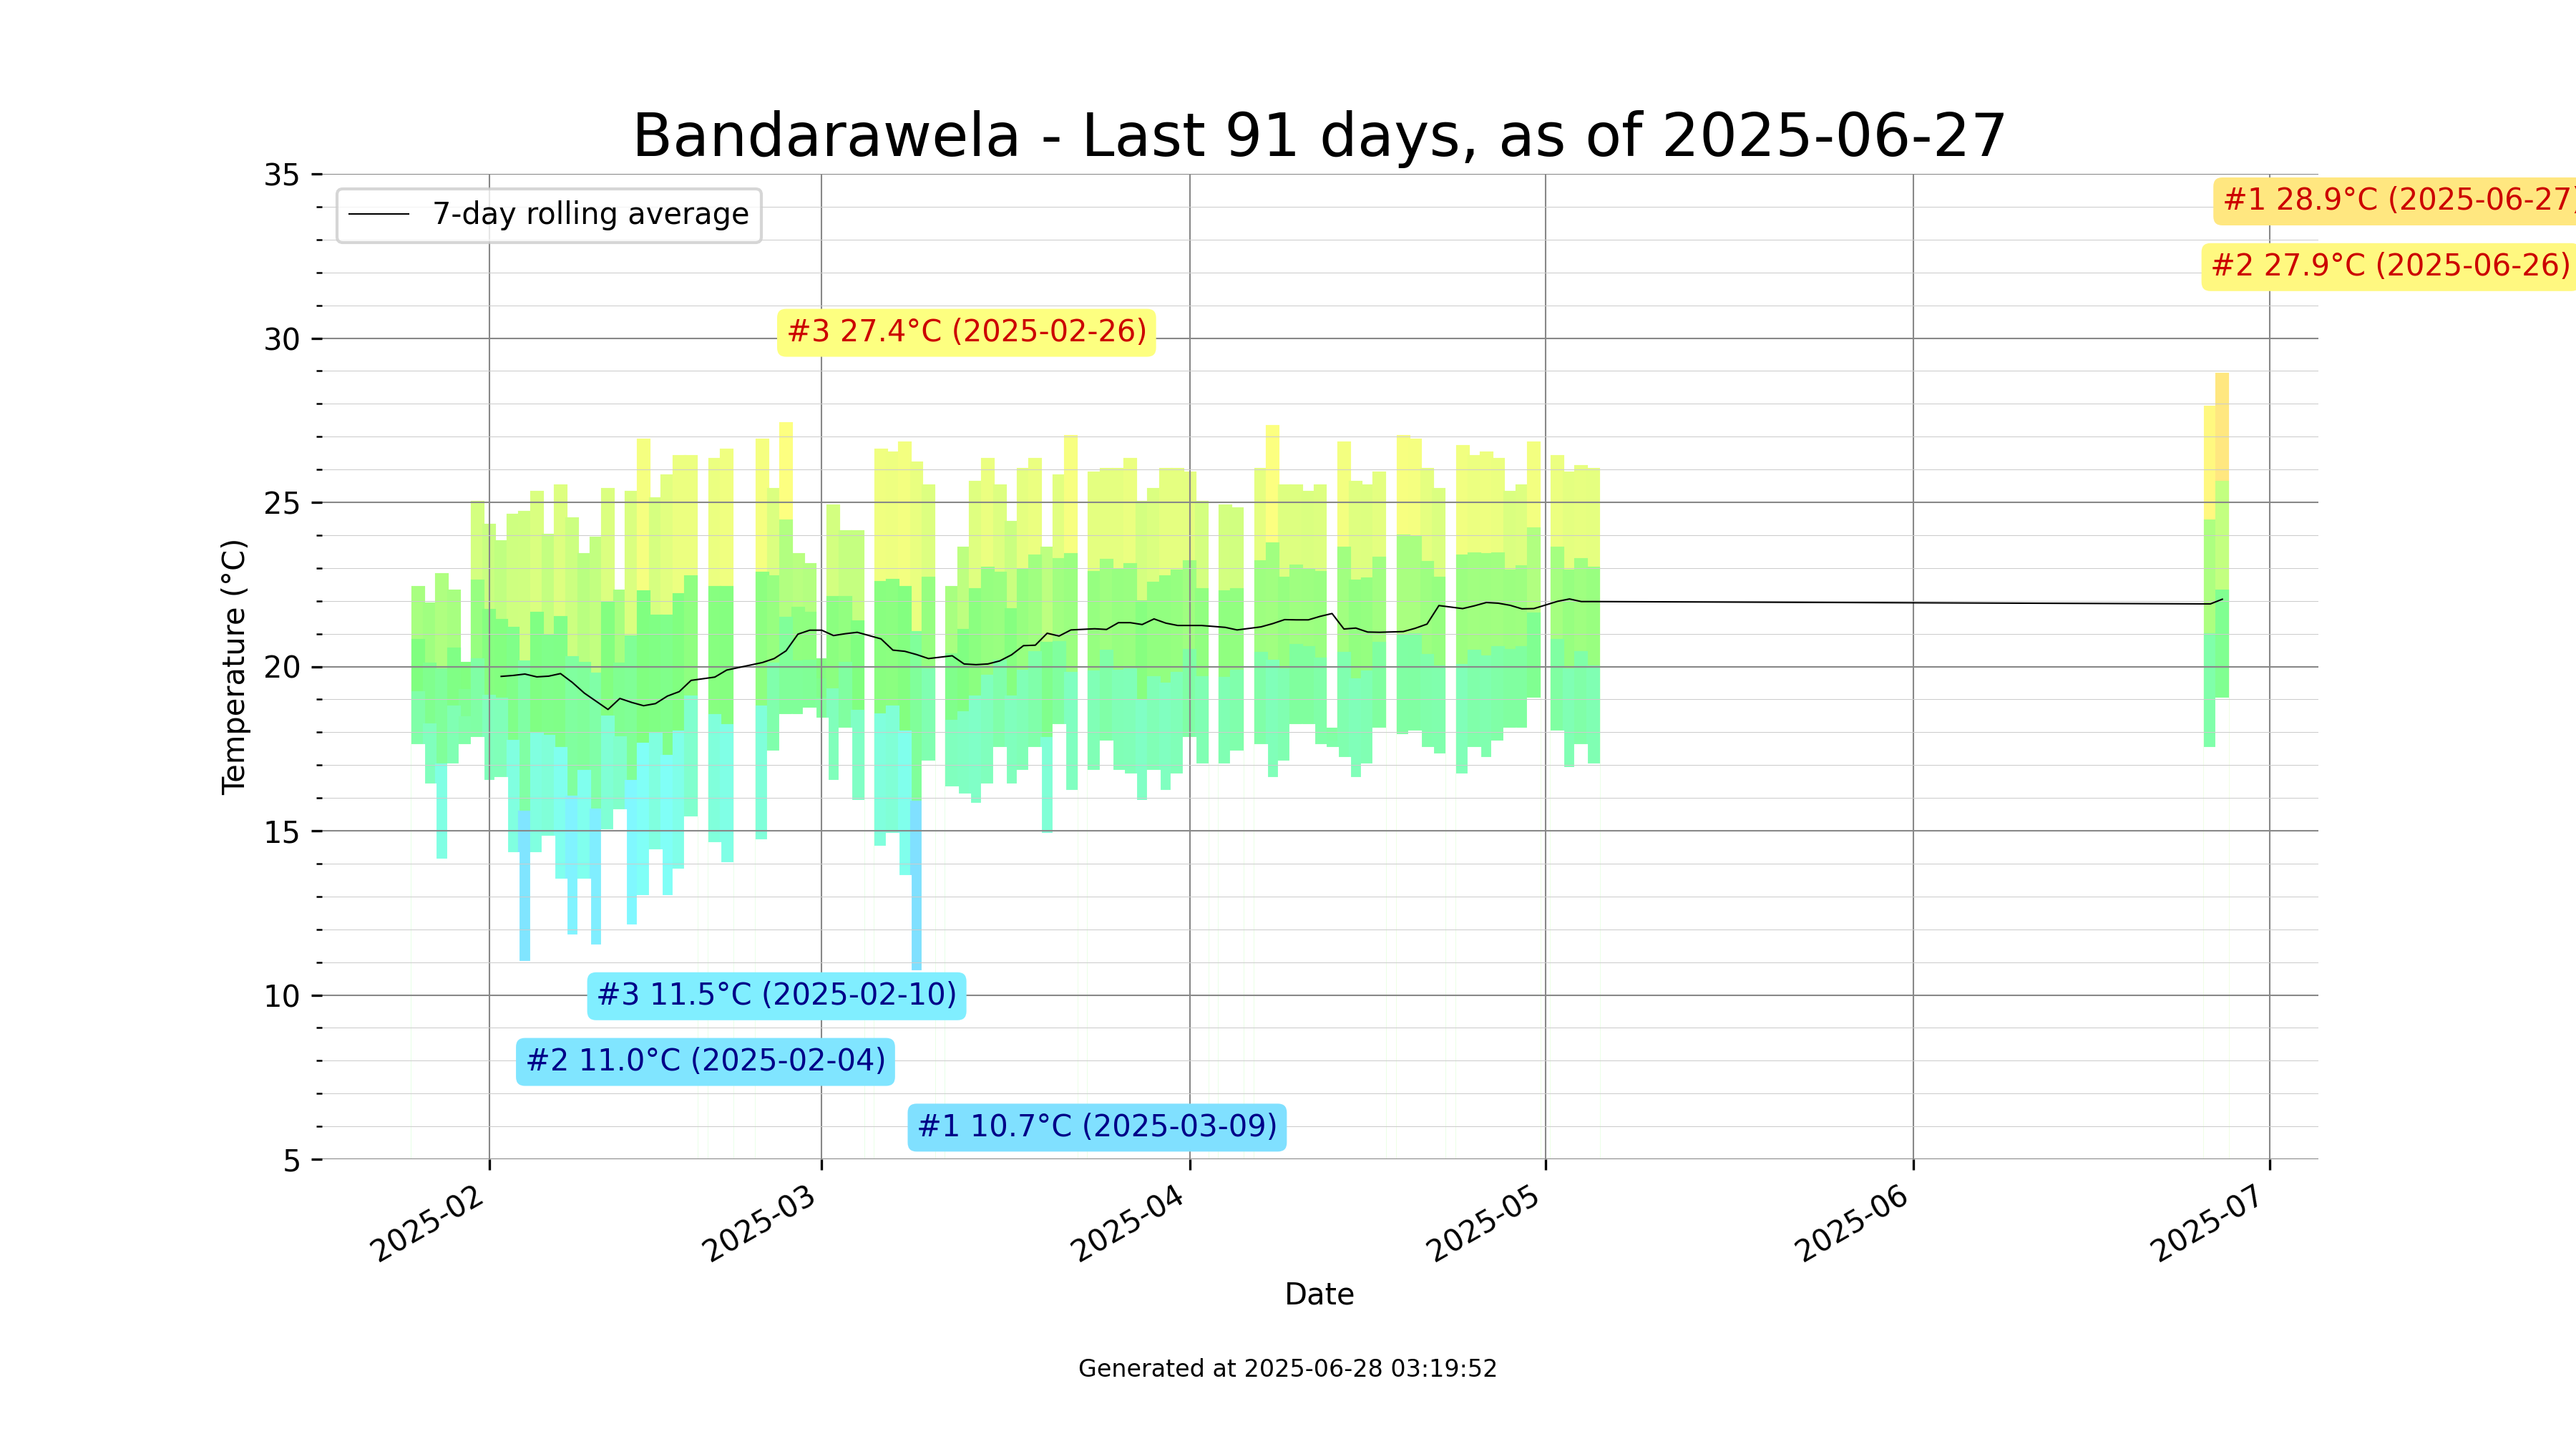 Bandarawela - Last 91 days, as of 2025-06-27
35
7-day rolling average
#1 28.9°C (2025-06-27)
#2 27.9°C (2025-06-26)
#3 27.4°C (2025-02-26)
30
25
20
15
10
5
Temperature (°C)
#3 11.5°C (2025-02-10)
#2 11.0°C (2025-02-04)
#1 10.7°C (2025-03-09)
2025-02
2025-03
2025-04
2025-05
2025-06
2025-07
Date
Generated at 2025-06-28 03:19:52